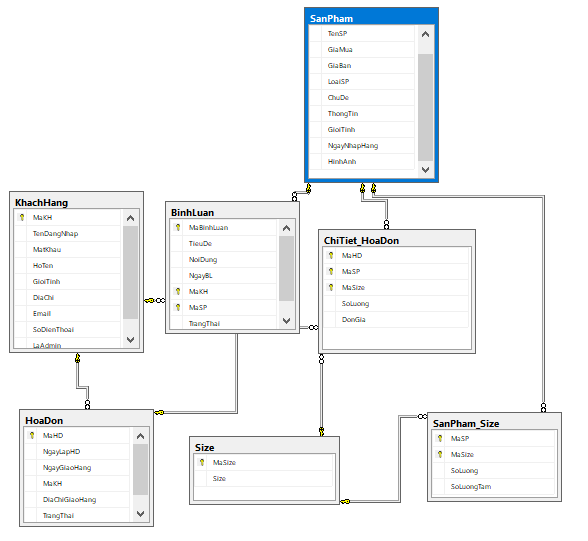 SanPham
TenSP
GiaMua
GiaBan
LoaiSP
ChuDe
ThongTin
GioiTinh
NgayNhapHang
HinhAnh
KhachHang
MaKH
TenDangNhap
MatKhau
HoTen
GioiTinh
DiaChi
Email
SoDienThoai
LaAdmin
BinhLuan
MaBinhLuan
TieuDe
NoiDung
NgayBL
MaKH
MaSP
TrangThai
ChiTiet_HoaDon
MaHD
MaSP
MaSize
SoLuong
DonGia
HoaDon
MaHD
NgayLapHD
NgayGiaoHang
MaKH
DiaChiGiaoHang
TrangThai
Size
MaSize
Size
SanPham_Size
MaSP
MaSize
SoLuong
SoLuongTam